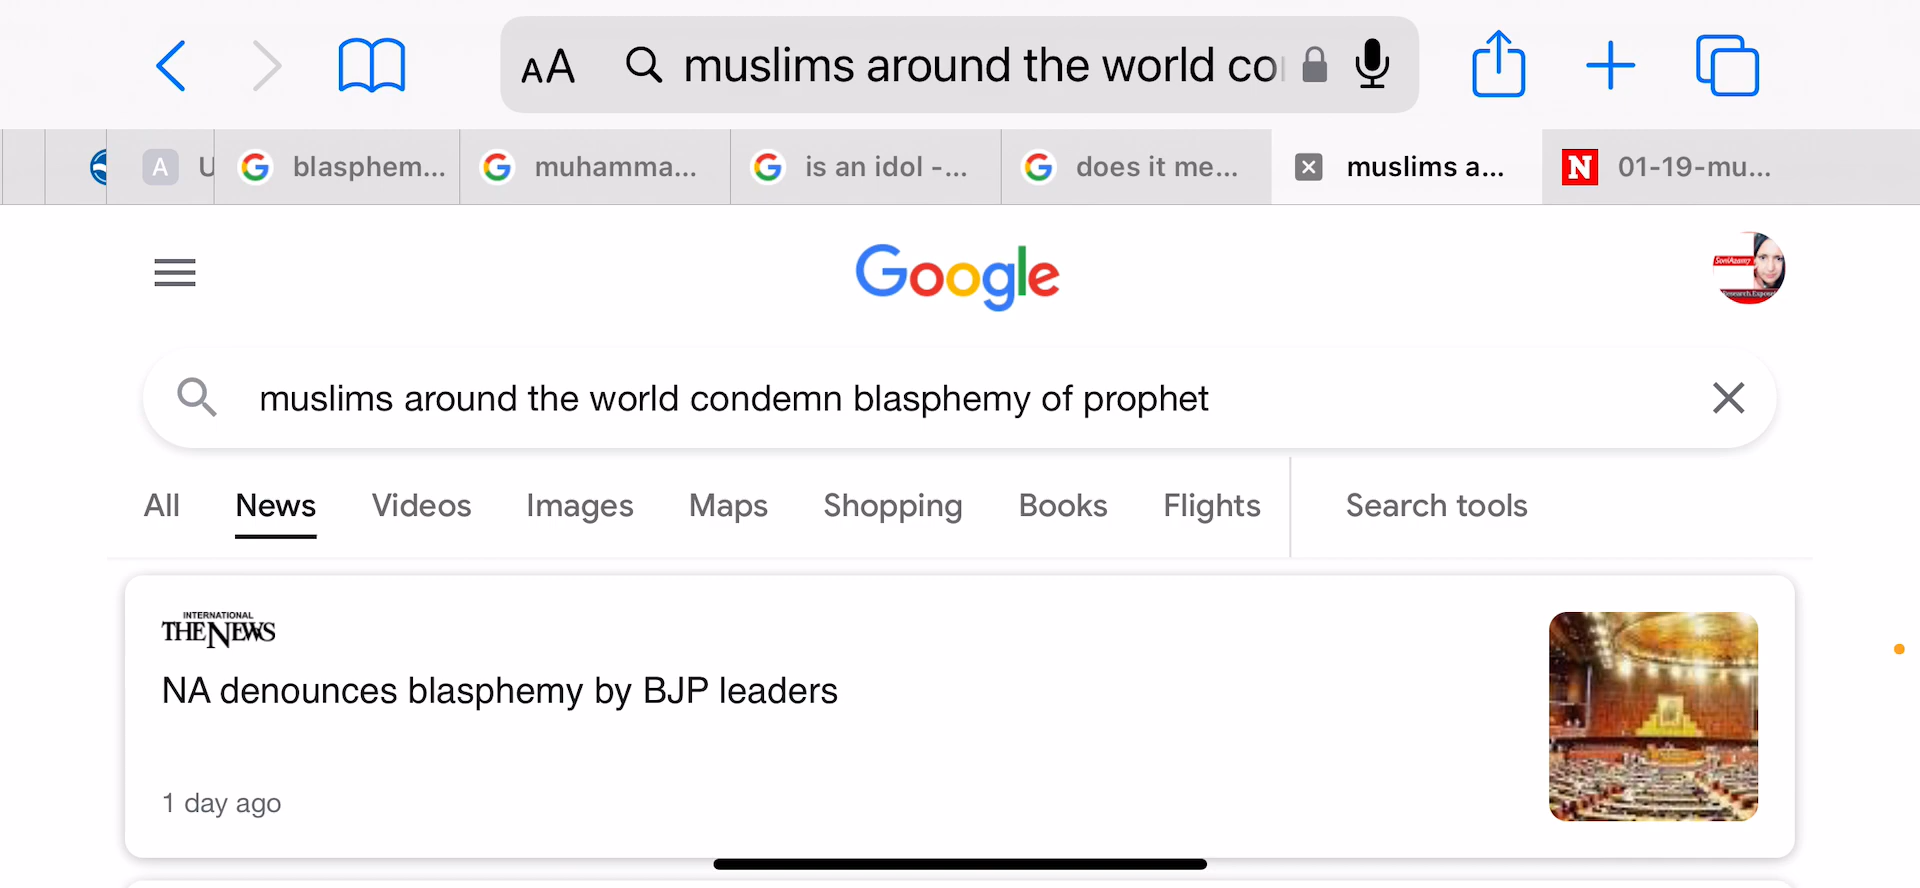 AA muslims around the world co
A U blasphem... muhamma... is an idol -... does it me... muslims a... N 01-19-mu...
Google
SoniAzamy
muslims around the world condemn blasphemy of prophet
All News Videos Images Maps Shopping Books Flights Search tools
INTERNATIONAL
THE NEWS
NA denounces blasphemy by BJP leaders
1 day ago